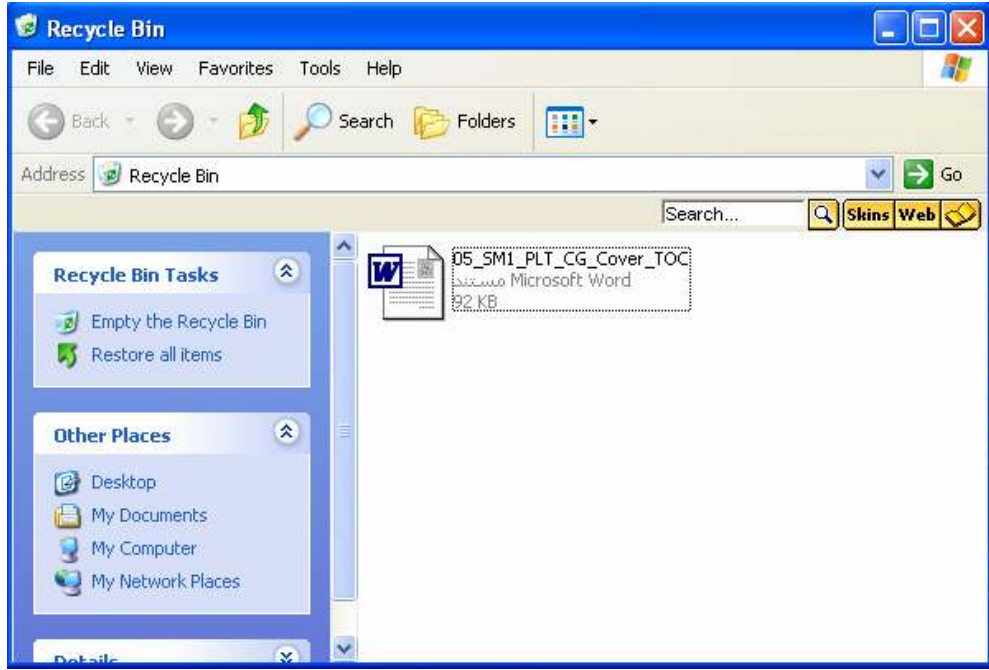 Recycle Bin
File Edit View Favorites Tools Help
Back Search Folders
Address Recycle Bin Go
Search... Skins Web
Recycle Bin Tasks
Empty the Recycle Bin
Restore all items
Other Places
Desktop
My Documents
My Computer
My Network Places
Details
05_SM1_PLT_CG_Cover_TOC
مستند Microsoft Word
92 KB